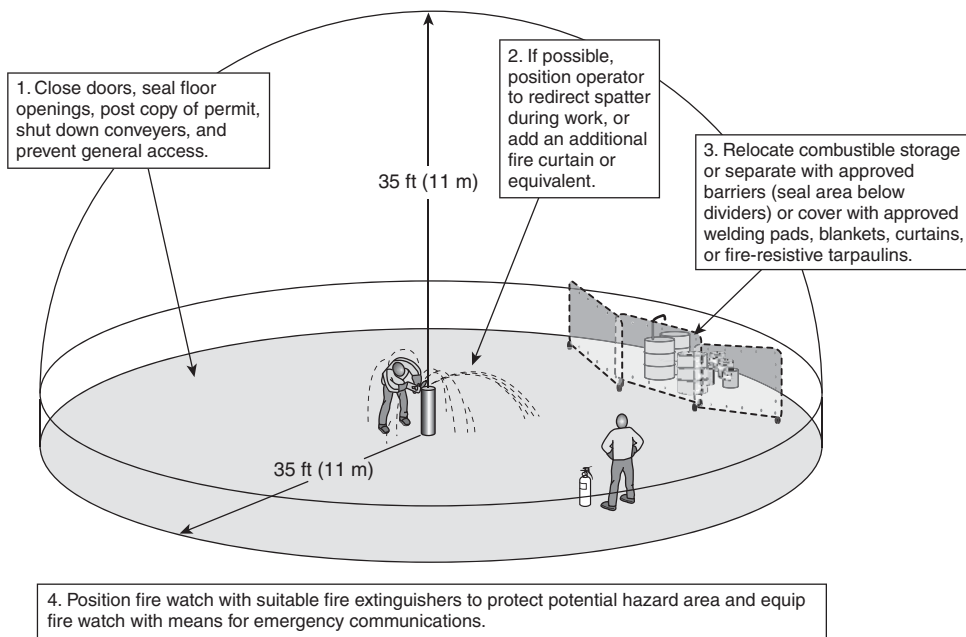 1. Close doors, seal floor
openings, post copy of permit,
shut down conveyers, and
prevent general access.
2. If possible,
position operator
to redirect spatter
during work, or
add an additional
fire curtain or
equivalent.
3. Relocate combustible storage
or separate with approved
barriers (seal area below
dividers) or cover with approved
welding pads, blankets, curtains,
or fire-resistive tarpaulins.
35 ft (11 m)
35 ft (11 m)
4. Position fire watch with suitable fire extinguishers to protect potential hazard area and equip
fire watch with means for emergency communications.